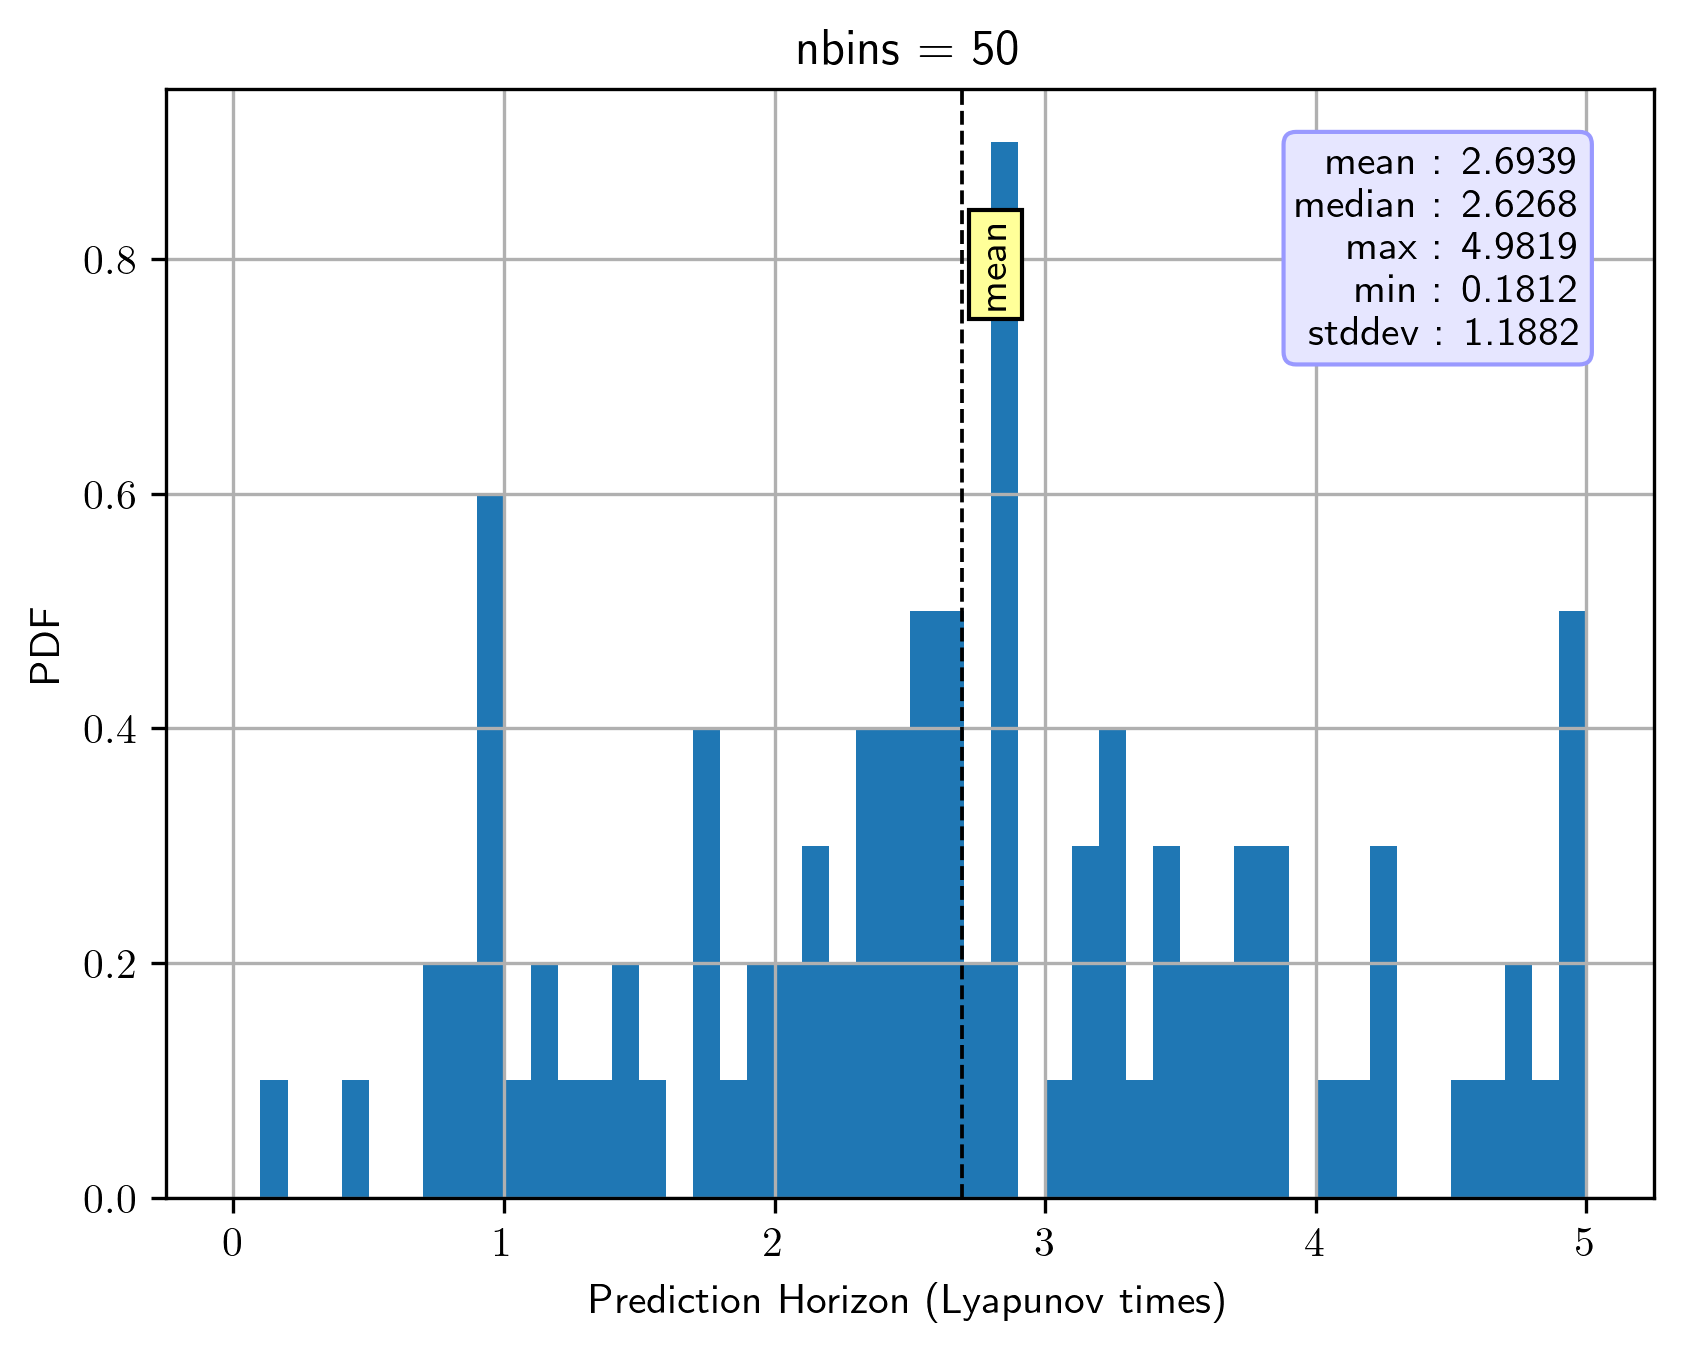 nbins = 50
mean : 2.6939
median : 2.6268
max : 4.9819
min : 0.1812
stddev : 1.1882
mean
PDF
0.8
0.6
0.4
0.2
0.0
0 1 2 3 4 5
Prediction Horizon (Lyapunov times)